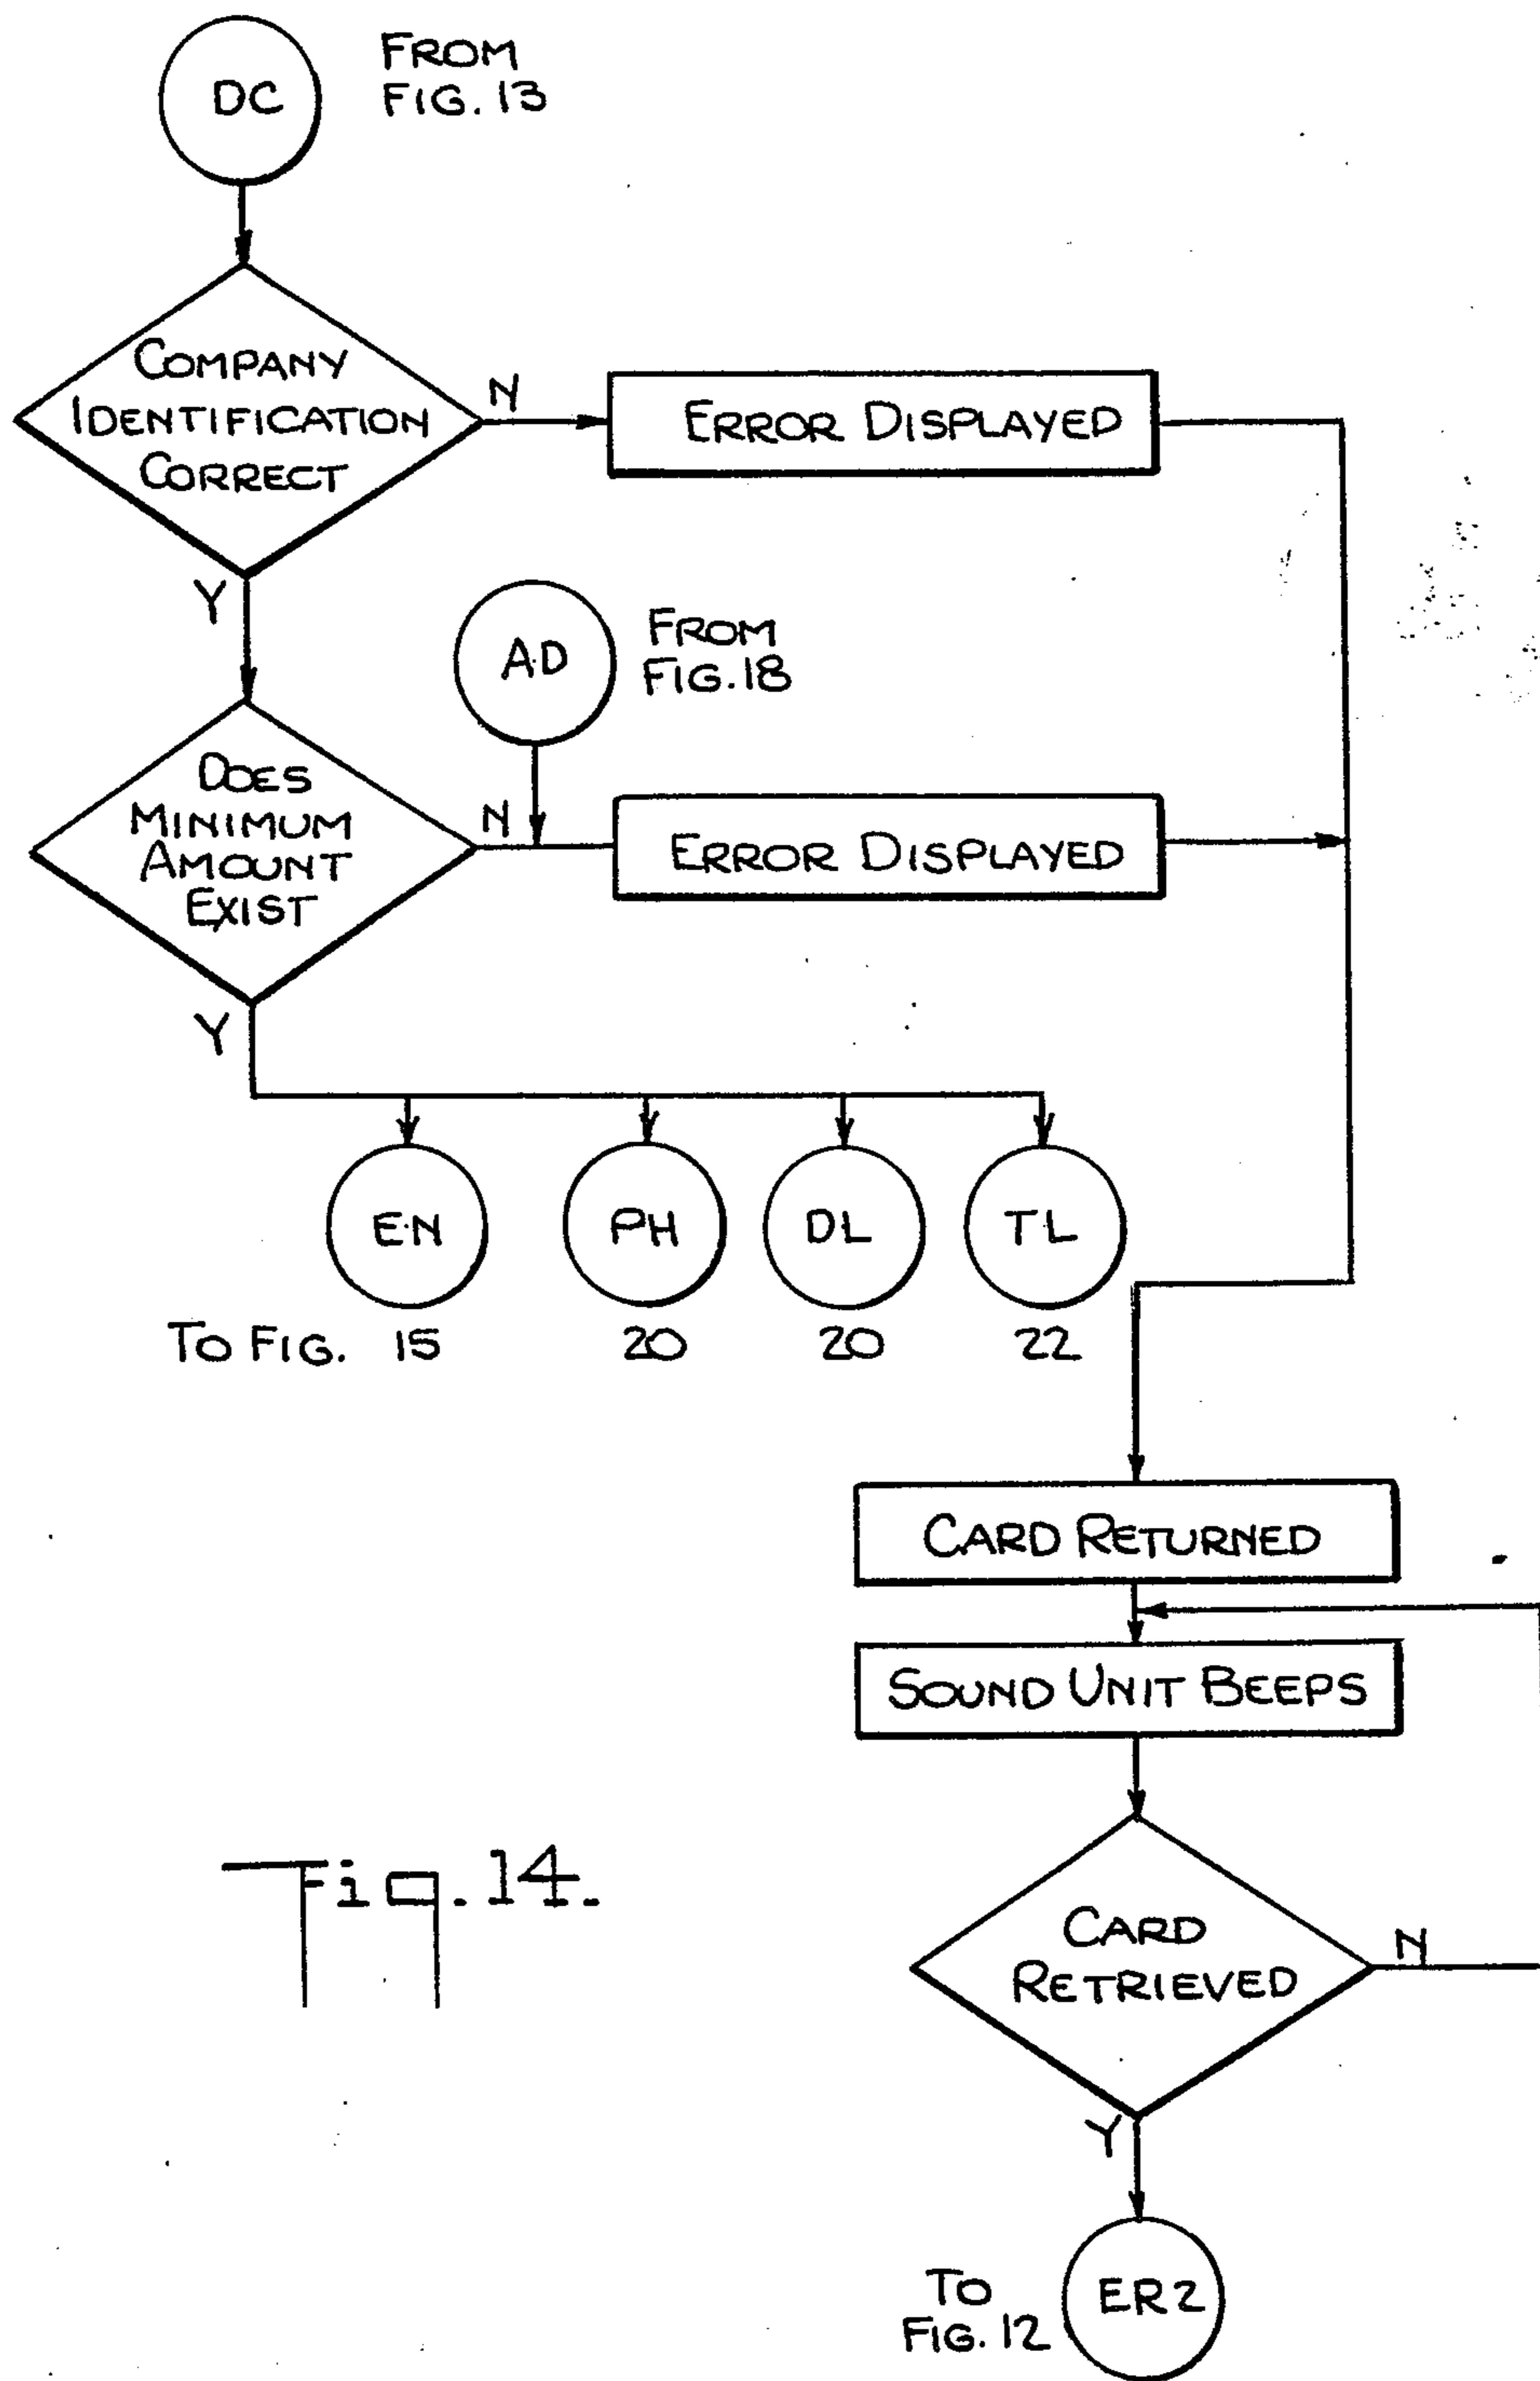 DC
FROM
FIG. 13
COMPANY
IDENTIFICATION
CORRECT
N
ERROR DISPLAYED
Y
AD
FROM
FIG. 18
DOES
MINIMUM
AMOUNT
EXIST
N
ERROR DISPLAYED
Y
EN PH DL TL
TO FIG. 15 20 20 22
CARD RETURNED
SOUND UNIT BEEPS
CARD
RETRIEVED
N
Y
Fig. 14.
TO
FIG. 12
ER2